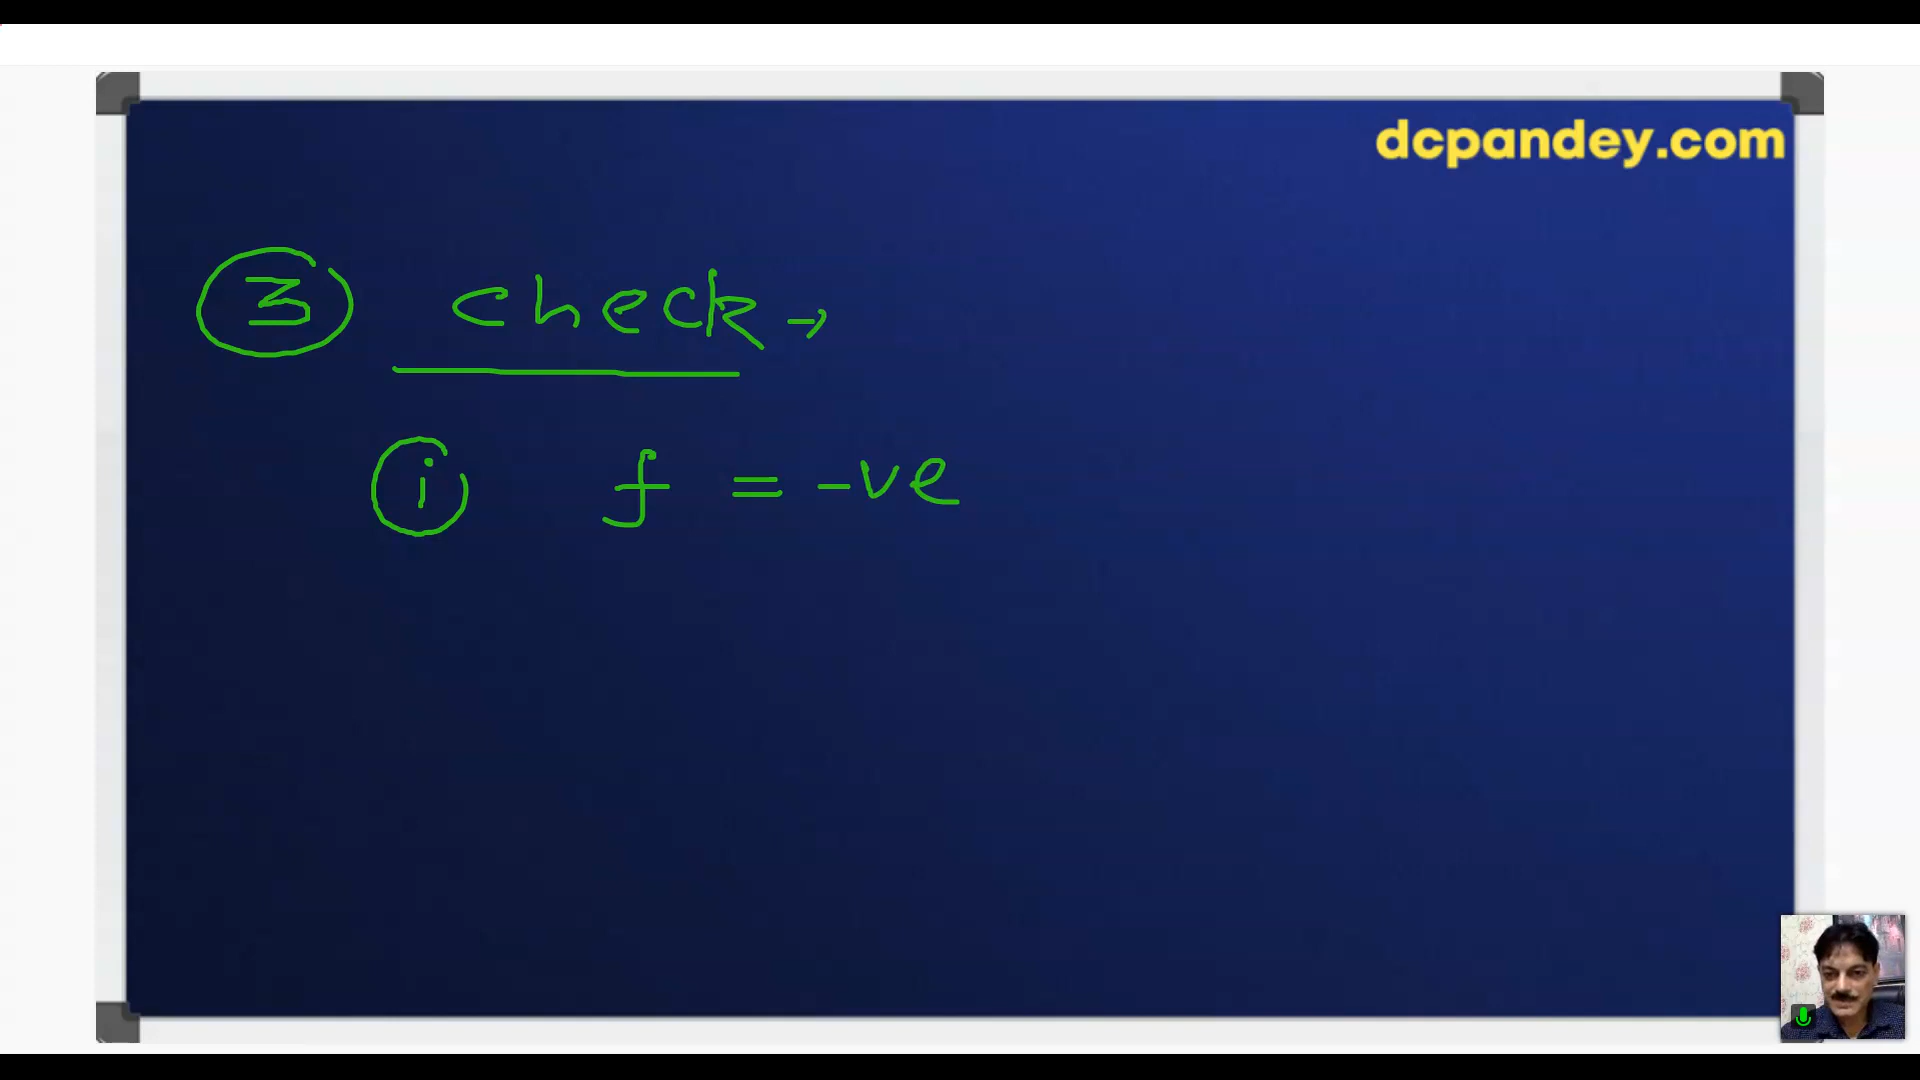 dcpandey.com
③ check →
ⓘ f = -ve